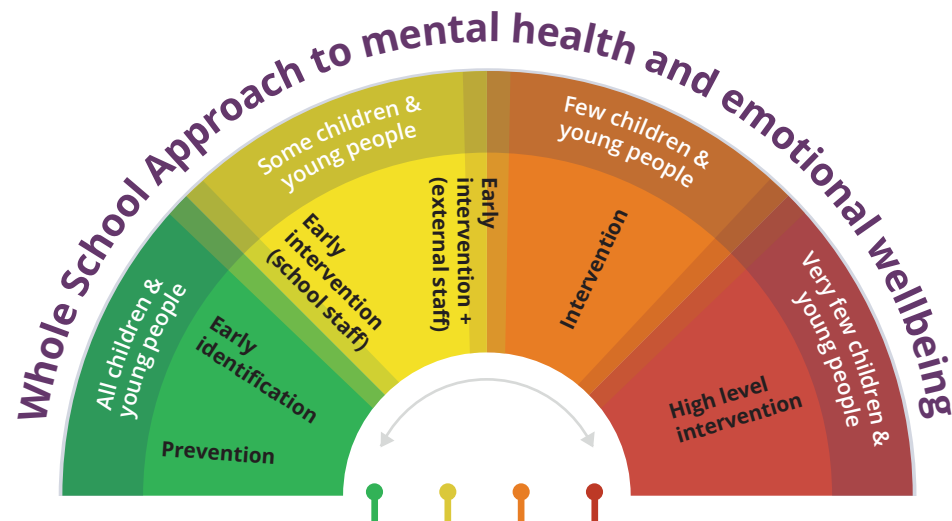 Whole School Approach to mental health and emotional wellbeing
All children &
young people
Prevention
Early
identification
Some children &
young people
Early
intervention
(school staff)
Early
intervention +
(external staff)
Few children &
young people
Intervention
Very few children &
young people
High level
intervention